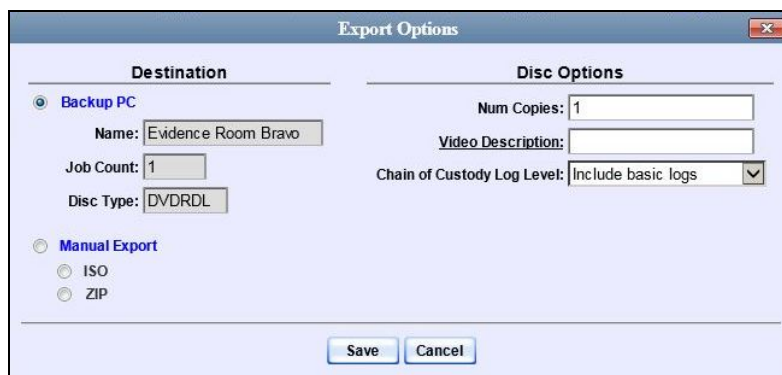 Export Options
Destination
Backup PC
Name: Evidence Room Bravo
Job Count: 1
Disc Type: DVDRDL
Manual Export
ISO
ZIP
Disc Options
Num Copies: 1
Video Description:
Chain of Custody Log Level: Include basic logs
Save Cancel